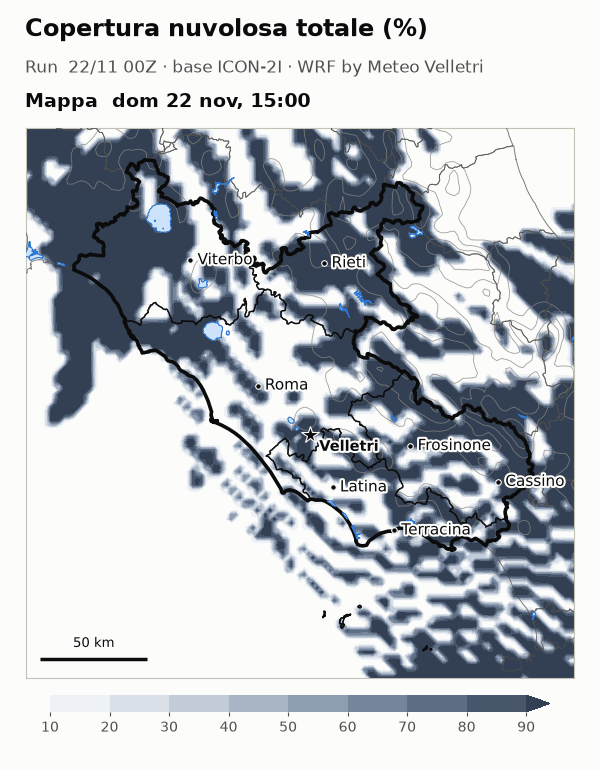 Copertura nuvolosa totale (%)
Run 22/11 00Z · base ICON-2I · WRF by Meteo Velletri
Mappa dom 22 nov, 15:00
Viterbo
Rieti
Roma
Velletri
Frosinone
Cassino
Latina
Terracina
50 km
10 20 30 40 50 60 70 80 90